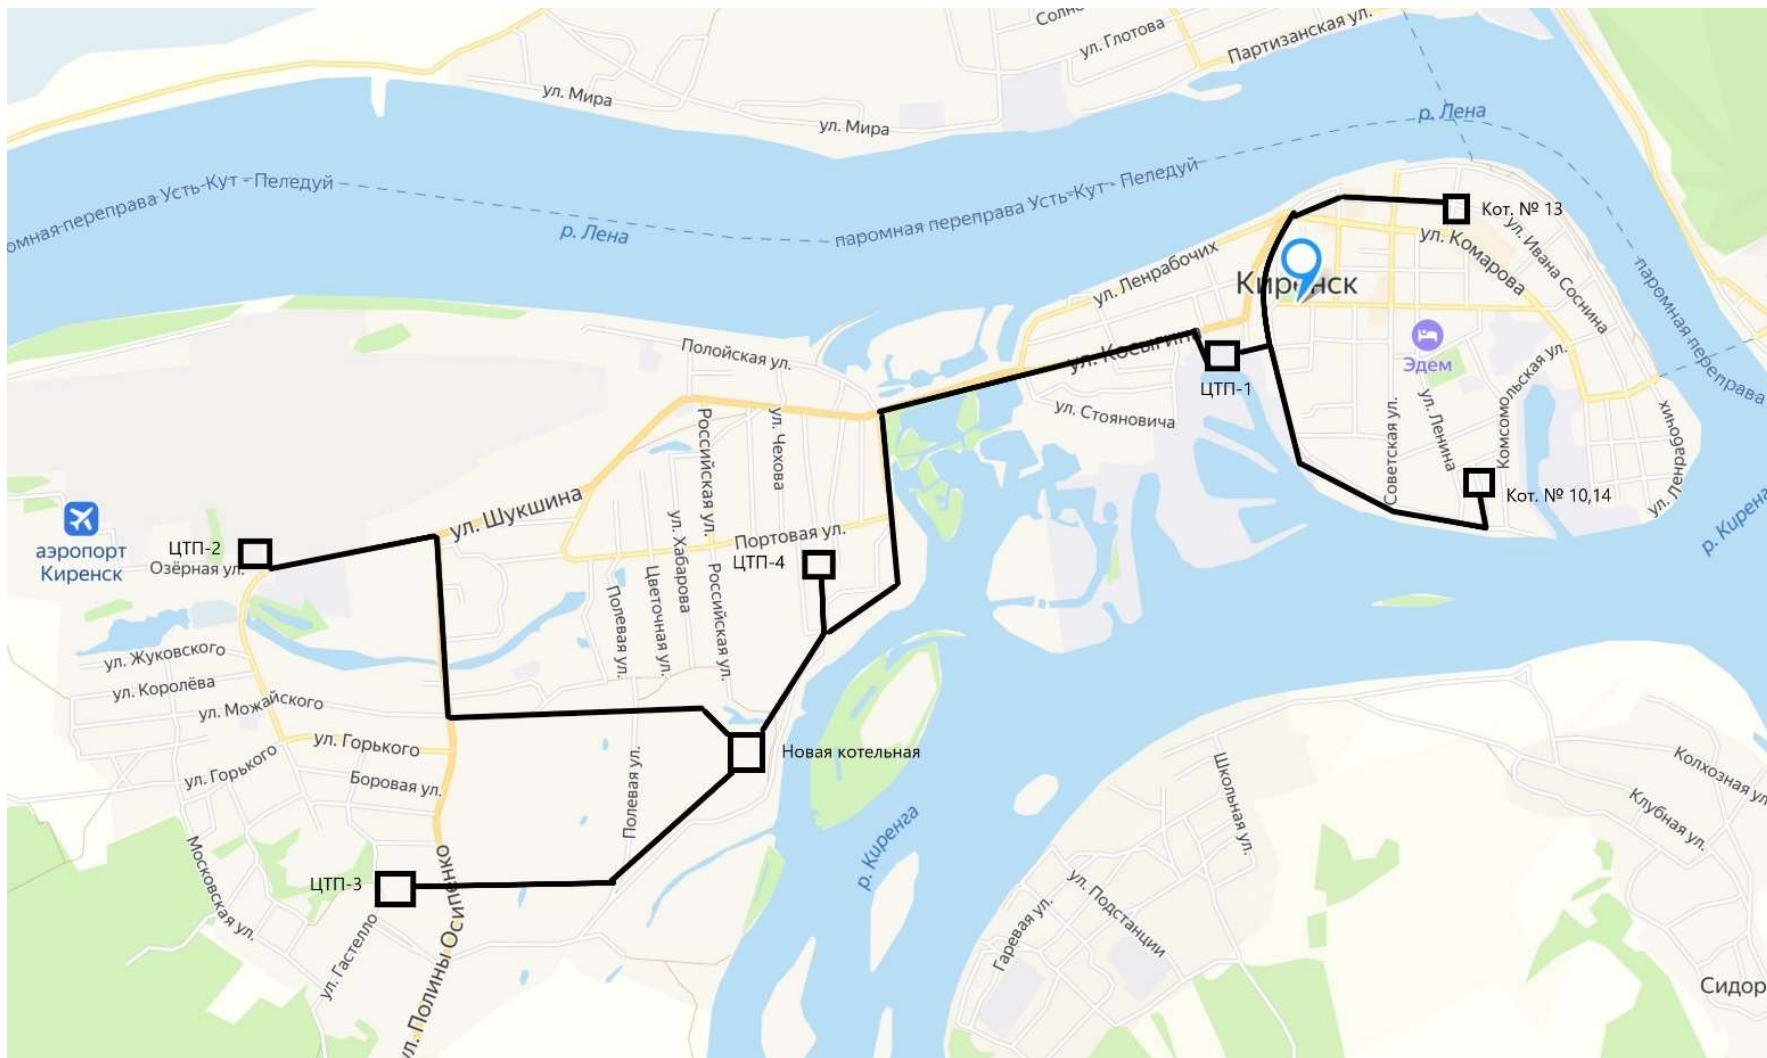 Солн
ул. Глотова
Партизанская ул.
ул. Мира
ул. Мира
р. Лена
паромная переправа Усть-Кут – Пеледуй
омная переправа Усть-Кут – Пеледуй
р. Лена
Кот. № 13
ул. Комарова
ул. Ивана Соснина
паромная переправа
ул. Ленрабочих
Киренск
ул. Косыгина
Эдем
ЦТП-1
Полойская ул.
ул. Стояновича
Российская ул.
ул. Чехова
Советская ул.
ул. Ленина
Комсомольская ул.
ул. Ленрабочих
Кот. № 10,14
р. Киренга
ул. Шукшина
аэропорт
Киренск
ЦТП-2
Озёрная ул.
Портовая ул.
ЦТП-4
ул. Хабарова
Цветочная ул.
Полевая ул.
Российская ул.
ул. Жуковского
ул. Королёва
ул. Можайского
ул. Горького
ул. Горького
Боровая ул.
Полевая ул.
Новая котельная
Школьная ул.
Колхозная ул.
Клубная ул.
Московская ул.
ЦТП-3
ул. Гастелло
ул. Полины Осипенко
р. Киренга
ул. Подстанции
Гаревая ул.
Сидор